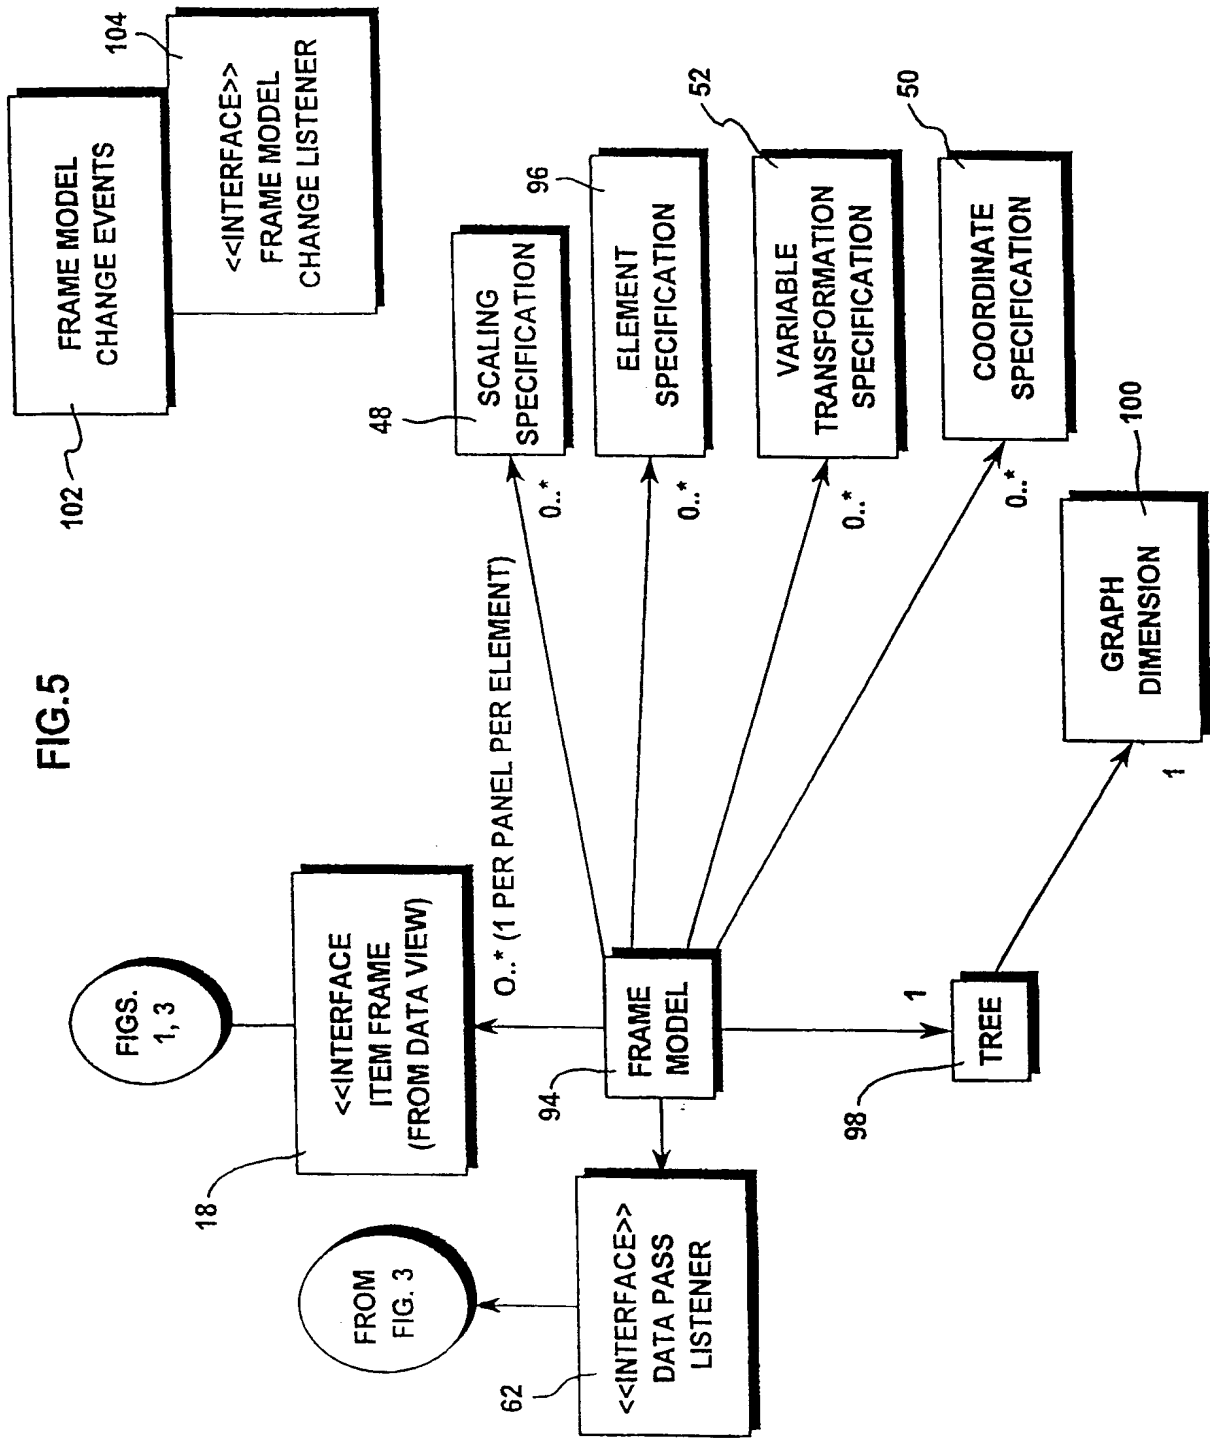 FIG.5
FIGS.
1, 3
18
<<INTERFACE
ITEM FRAME
(FROM DATA VIEW)
FROM
FIG. 3
62
<<INTERFACE>>
DATA PASS
LISTENER
O..* (1 PER PANEL PER ELEMENT)
94
FRAME
MODEL
98
TREE
1
GRAPH
DIMENSION
100
1
48
SCALING
SPECIFICATION
0..*
96
ELEMENT
SPECIFICATION
0..*
52
VARIABLE
TRANSFORMATION
SPECIFICATION
0..*
50
COORDINATE
SPECIFICATION
0..*
102
FRAME MODEL
CHANGE EVENTS
104
<<INTERFACE>>
FRAME MODEL
CHANGE LISTENER